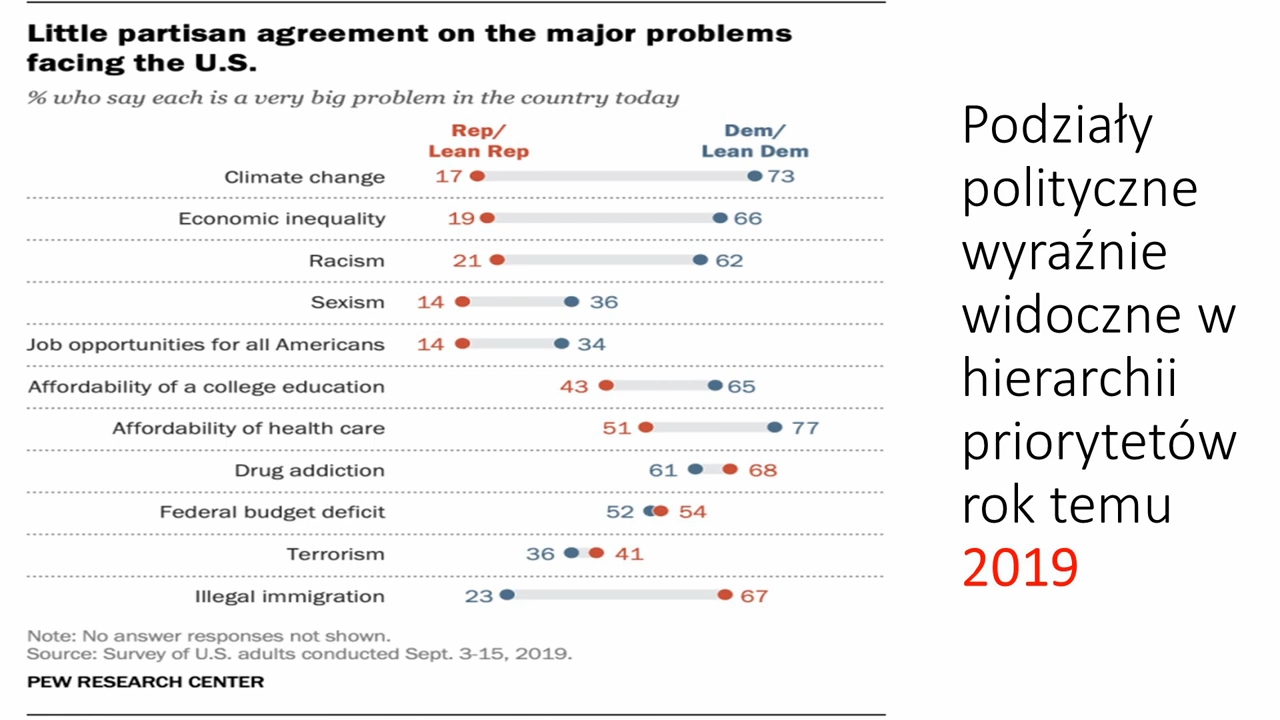 Little partisan agreement on the major problems
facing the U.S.
% who say each is a very big problem in the country today
Rep/
Lean Rep
Dem/
Lean Dem
Climate change 17 73
Economic inequality 19 66
Racism 21 62
Sexism 14 36
Job opportunities for all Americans 14 34
Affordability of a college education 43 65
Affordability of health care 51 77
Drug addiction 61 68
Federal budget deficit 52 54
Terrorism 36 41
Illegal immigration 23 67
Note: No answer responses not shown.
Source: Survey of U.S. adults conducted Sept. 3-15, 2019.
PEW RESEARCH CENTER
Podziały
polityczne
wyraźnie
widoczne w
hierarchii
priorytetów
rok temu
2019